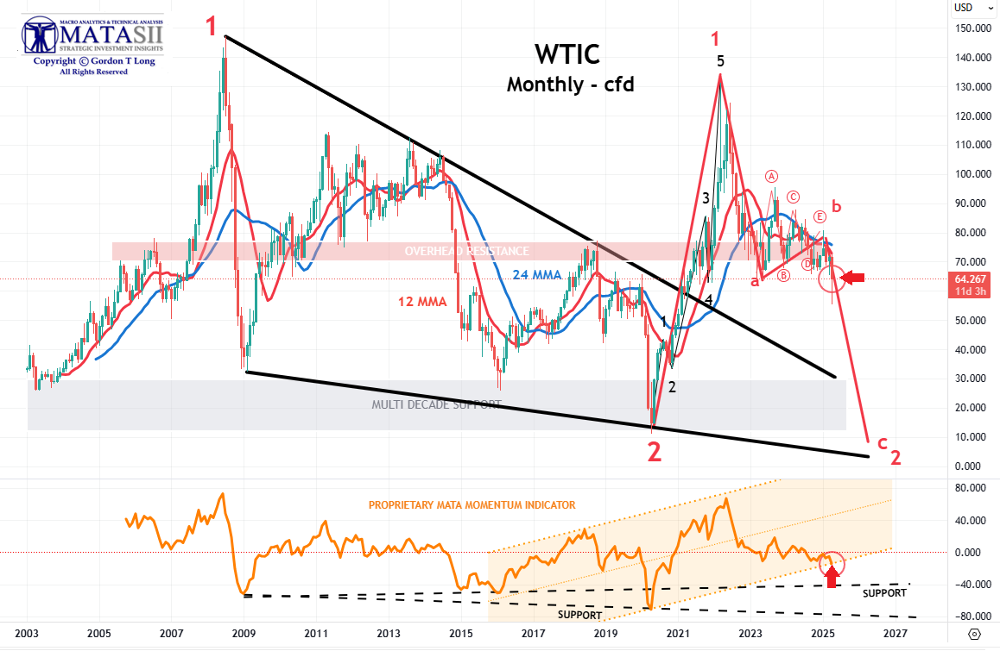 MACRO ANALYTICS & TECHNICAL ANALYSIS
MATASII
STRATEGIC INVESTMENT INSIGHTS
Copyright © Gordon T Long
All Rights Reserved
WTIC
Monthly - cfd
USD
150.000
140.000
130.000
120.000
110.000
100.000
90.000
80.000
70.000
64.267
11d 3h
50.000
40.000
30.000
20.000
10.000
0.000
1
1
5
3
4
1
2
2
A
B
C
D
E
a
b
c
2
OVERHEAD RESISTANCE
24 MMA
12 MMA
MULTI DECADE SUPPORT
PROPRIETARY MATA MOMENTUM INDICATOR
80.000
40.000
0.000
−40.000
−80.000
SUPPORT
SUPPORT
2003
2005
2007
2009
2011
2013
2015
2017
2019
2021
2023
2025
2027